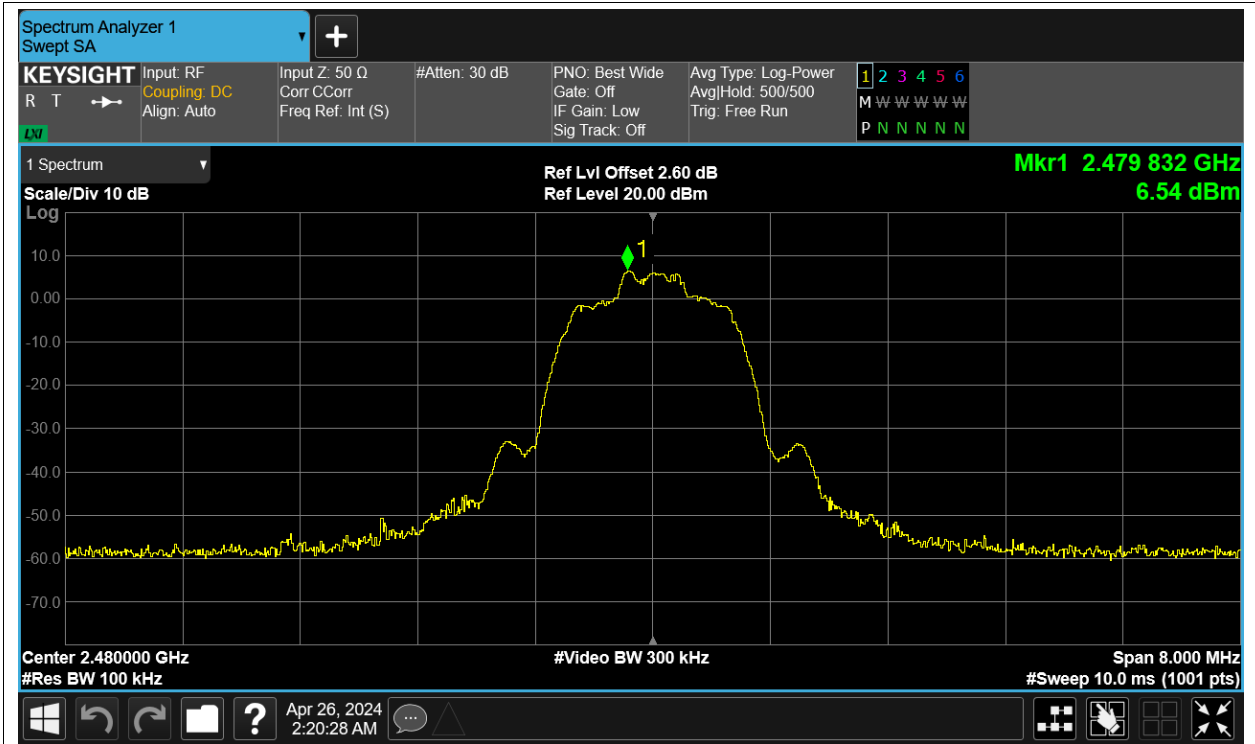 Spectrum Analyzer 1
Swept SA
KEYSIGHT
R T
LXI
Input: RF
Coupling: DC
Align: Auto
Input Z: 50 Ω
Corr CCorr
Freq Ref: Int (S)
#Atten: 30 dB
PNO: Best Wide
Gate: Off
IF Gain: Low
Sig Track: Off
Avg Type: Log-Power
Avg|Hold: 500/500
Trig: Free Run
1 2 3 4 5 6
M W W W W W
P N N N N N
1 Spectrum
Scale/Div 10 dB
Ref Lvl Offset 2.60 dB
Ref Level 20.00 dBm
Mkr1 2.479 832 GHz
6.54 dBm
Log
1
10.0
0.00
-10.0
-20.0
-30.0
-40.0
-50.0
-60.0
-70.0
Center 2.480000 GHz
#Video BW 300 kHz
Span 8.000 MHz
#Res BW 100 kHz
#Sweep 10.0 ms (1001 pts)
?
Apr 26, 2024
2:20:28 AM